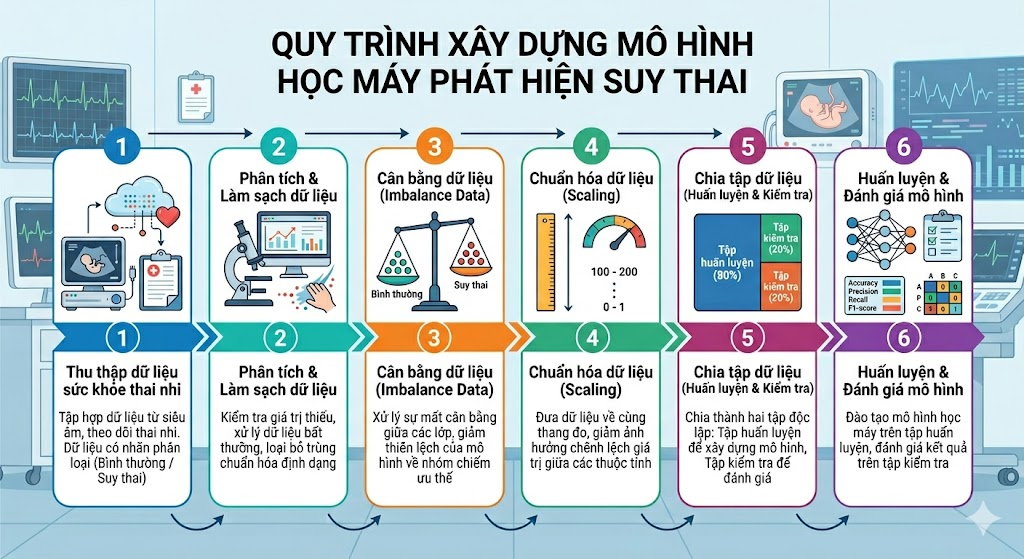 QUY TRÌNH XÂY DỰNG MÔ HÌNH
HỌC MÁY PHÁT HIỆN SUY THAI
1
2
Phân tích &
Làm sạch dữ liệu
3
Cân bằng dữ liệu
(Imbalance Data)
Bình thường
Suy thai
4
Chuẩn hóa dữ liệu
(Scaling)
100 - 200
0 - 1
5
Chia tập dữ liệu
(Huấn luyện & Kiểm tra)
Tộp
huấn luyện
(80%)
Tập
kiểm tra
(20%)
Tập
kiểm tra
(20%)
6
Huấn luyện &
Đánh giá mô hình
Accuracy
Precision
Recall
F1-score
A B C
A
P
C
1
Thu thập dữ liệu
sức khỏe thai nhi
Tập hợp dữ liệu từ siêu
âm, theo dõi thai nhi.
Dữ liệu có nhãn phân
loại (Bình thường /
Suy thai)
2
Phân tích &
Làm sạch dữ liệu
Kiểm tra giá trị thiếu,
xử lý dữ liệu bất
thường, loại bỏ trùng
chuẩn hóa định dạng
3
Cân bằng dữ liệu
(Imbalance Data)
Xử lý sự mất cân bằng
giữa các lớp, giảm
thiên lệch của mô
hình về nhóm chiếm
ưu thế
4
Chuẩn hóa dữ liệu
(Scaling)
Đưa dữ liệu về cùng
thang đo, giảm ảnh
hưởng chênh lệch giá
trị giữa các thuộc tính
5
Chia tập dữ liệu
(Huấn luyện & Kiểm tra)
Chia thành hai tập độc
lập: Tập huấn luyện
để xây dựng mô hình,
Tập kiểm tra để
đánh giá
6
Huấn luyện &
Đánh giá mô hình
Đào tạo mô hình học
máy trên tập huấn
luyện, đánh giá kết quả
trên tập kiểm tra